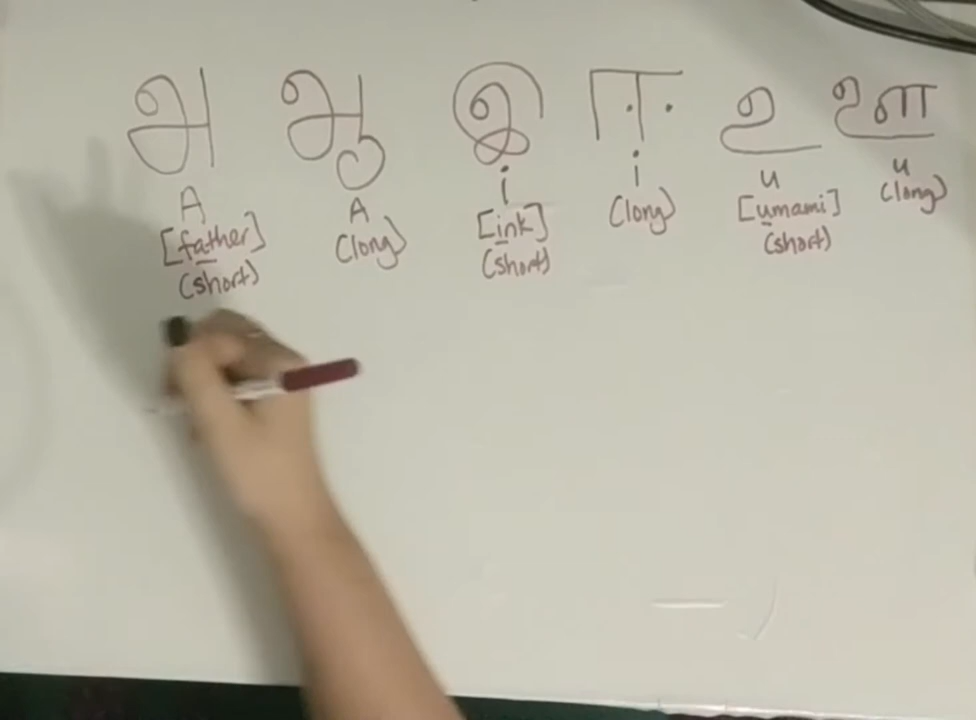 அ ஆ இ ஈ உ ஊ
A A i i u u
[father] (long) [ink] (long) [umami] (long)
(short) (short) (short)